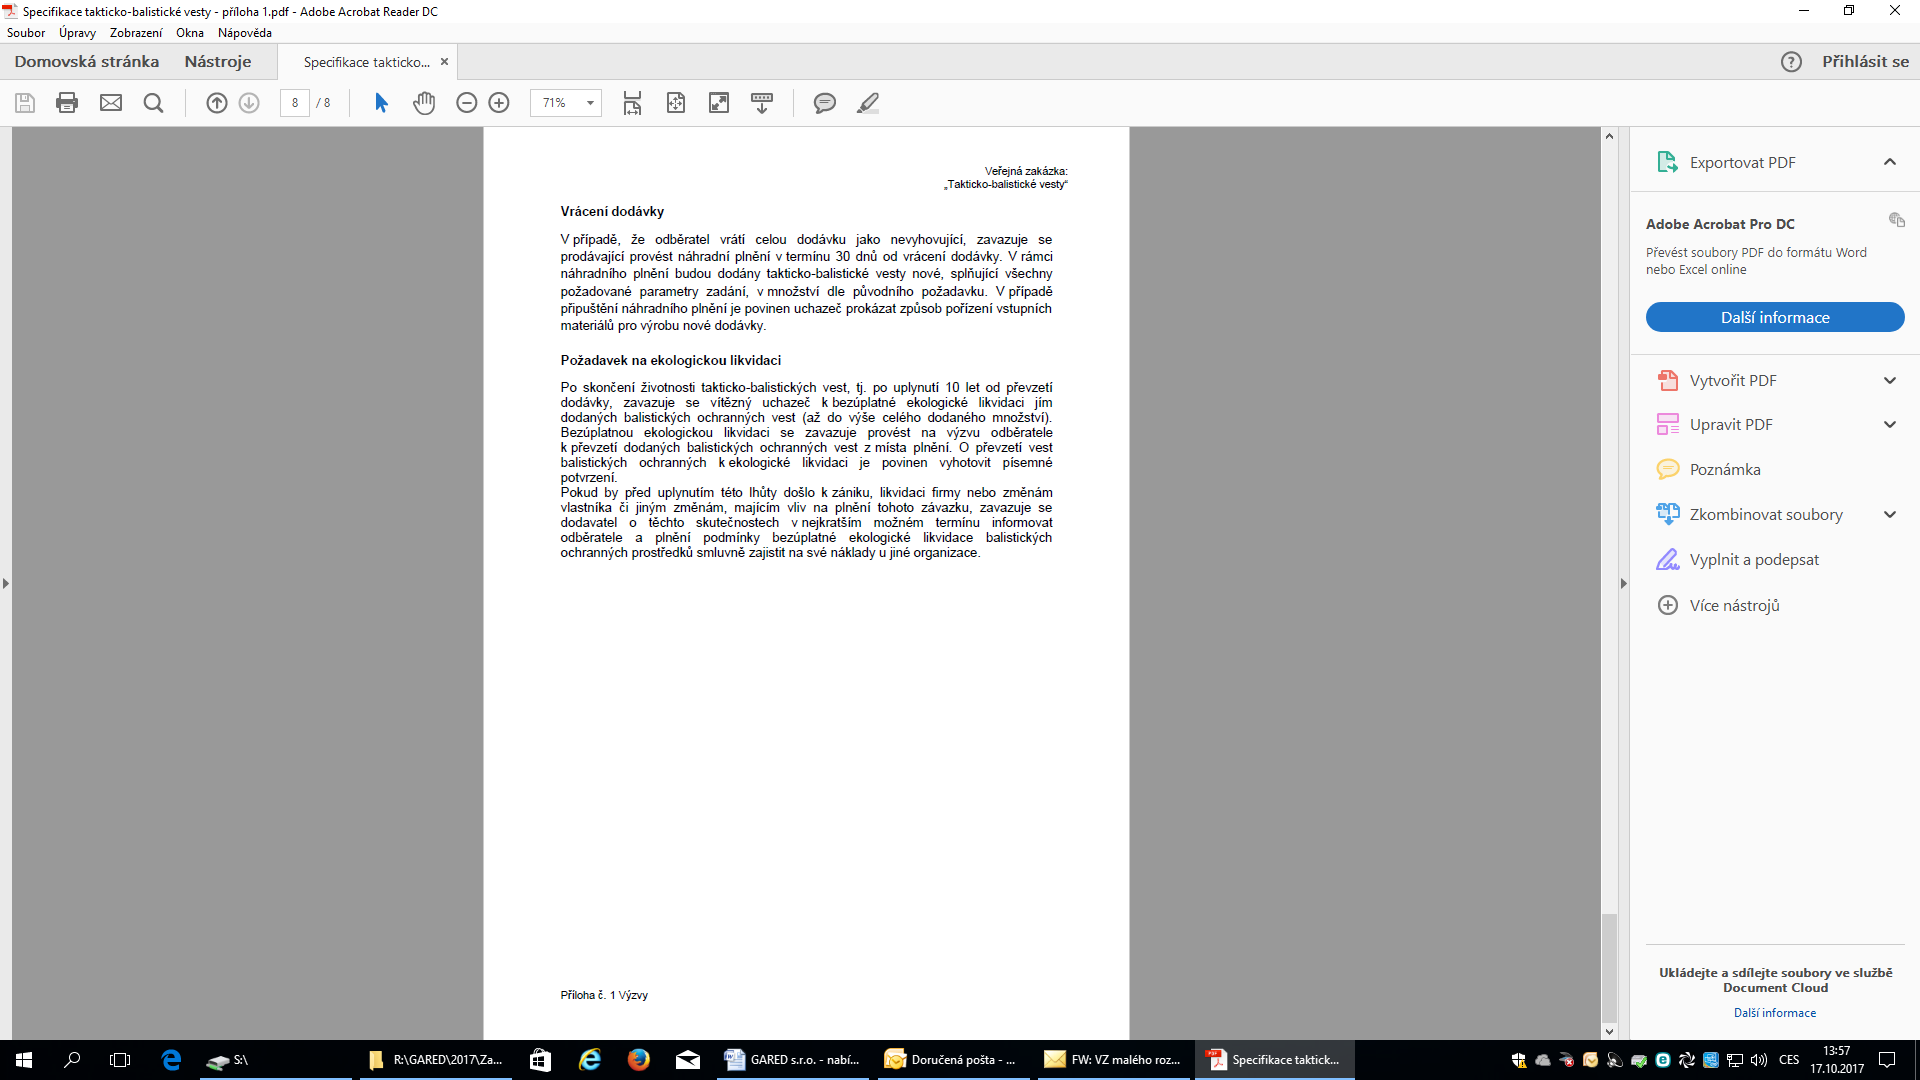 Specifikace takticko-balistické vesty - příloha 1.pdf - Adobe Acrobat Reader DC
Soubor Úpravy Zobrazení Okna Nápověda
Domovská stránka Nástroje Specifikace takticko... × Přihlásit se
8 / 8 71%
Veřejná zakázka:
„Takticko-balistické vesty“
Vrácení dodávky
V případě, že odběratel vrátí celou dodávku jako nevyhovující, zavazuje se
prodávající provést náhradní plnění v termínu 30 dnů od vrácení dodávky. V rámci
náhradního plnění budou dodány takticko-balistické vesty nové, splňující všechny
požadované parametry zadání, v množství dle původního požadavku. V případě
připuštění náhradního plnění je povinen uchazeč prokázat způsob pořízení vstupních
materiálů pro výrobu nové dodávky.
Požadavek na ekologickou likvidaci
Po skončení životnosti takticko-balistických vest, tj. po uplynutí 10 let od převzetí
dodávky, zavazuje se vítězný uchazeč k bezúplatné ekologické likvidaci jím
dodaných balistických ochranných vest (až do výše celého dodaného množství).
Bezúplatnou ekologickou likvidaci se zavazuje provést na výzvu odběratele
k převzetí dodaných balistických ochranných vest z místa plnění. O převzetí vest
balistických ochranných k ekologické likvidaci je povinen vyhotovit písemné
potvrzení.
Pokud by před uplynutím této lhůty došlo k zániku, likvidaci firmy nebo změnám
vlastníka či jiným změnám, majícím vliv na plnění tohoto závazku, zavazuje se
dodavatel o těchto skutečnostech v nejkratším možném termínu informovat
odběratele a plnění podmínky bezúplatné ekologické likvidace balistických
ochranných prostředků smluvně zajistit na své náklady u jiné organizace.
Příloha č. 1 Výzvy
Exportovat PDF
Adobe Acrobat Pro DC
Převést soubory PDF do formátu Word
nebo Excel online
Další informace
Vytvořit PDF
Upravit PDF
Poznámka
Zkombinovat soubory
Vyplnit a podepsat
Více nástrojů
Ukládejte a sdílejte soubory ve službě
Document Cloud
Další informace
S:\ R:\GARED\2017\Za... GARED s.r.o. - nabí... Doručená pošta - ... FW: VZ malého roz... Specifikace taktick... CES 13:57
17.10.2017